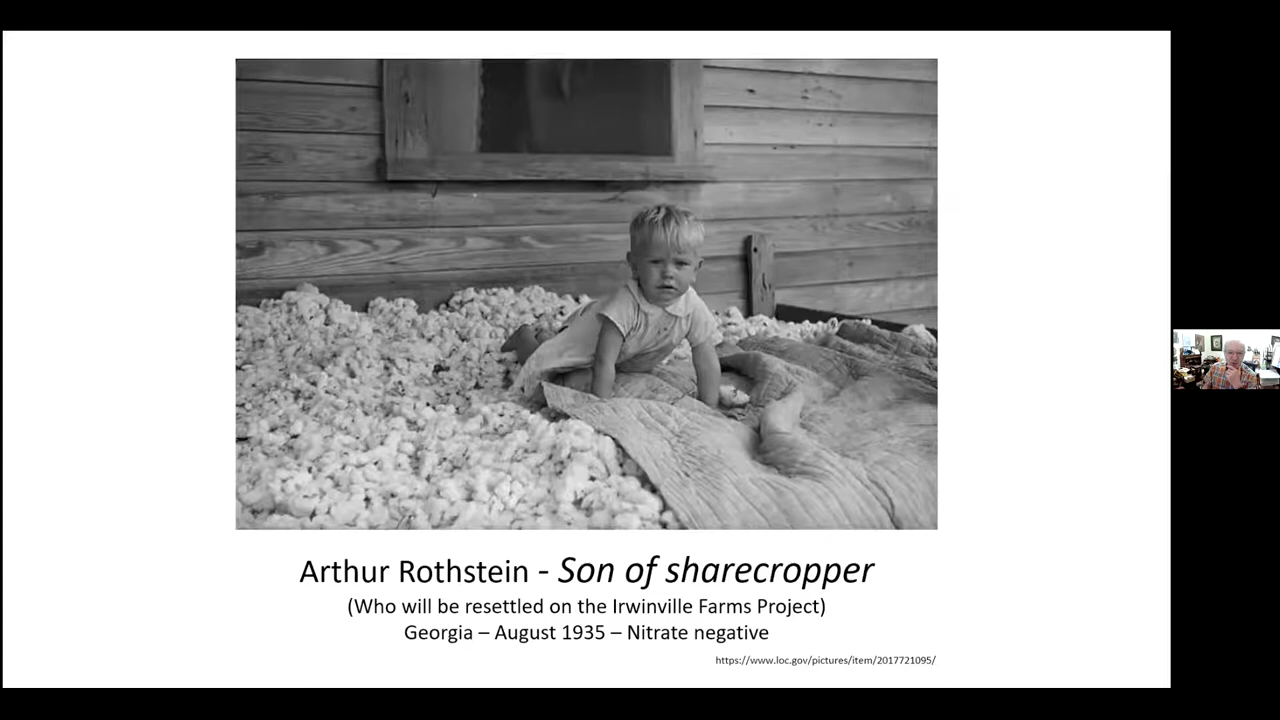 Arthur Rothstein - Son of sharecropper
(Who will be resettled on the Irwinville Farms Project)
Georgia – August 1935 – Nitrate negative
https://www.loc.gov/pictures/item/2017721095/